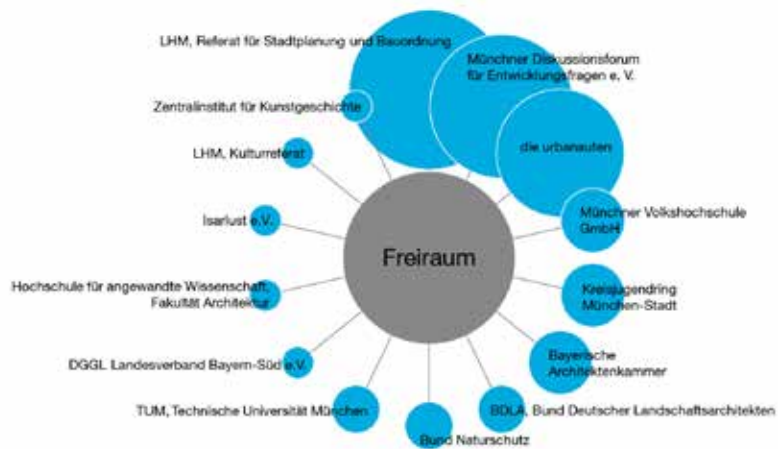 LHM, Referat für Stadtplanung und Bauordnung
Münchner Diskussionsforum
für Entwicklungsfragen e. V.
Zentralinstitut für Kunstgeschichte
die urbanauten
LHM, Kulturreferat
Münchner Volkshochschule
GmbH
Isarlust e.V.
Freiraum
Hochschule für angewandte Wissenschaft,
Fakultät Architektur
Kreisjugendring
München-Stadt
Bayerische
Architektenkammer
DGGL Landesverband Bayern-Süd e.V.
TUM, Technische Universität München
BDLA, Bund Deutscher Landschaftsarchitekten
Bund Naturschutz